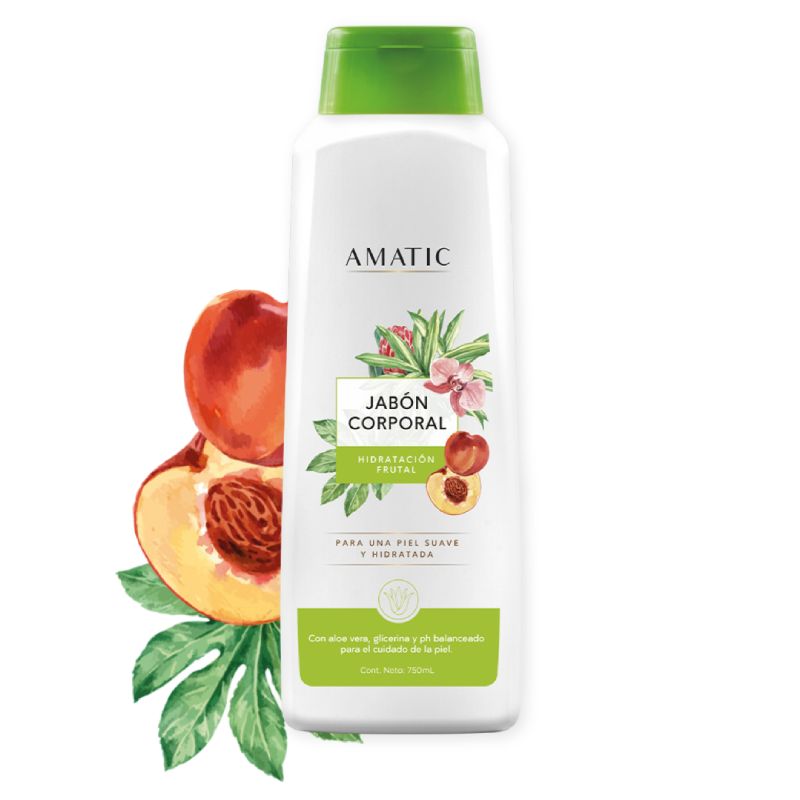 AMATIC
JABÓN
CORPORAL
HIDRATACIÓN
FRUTAL
PARA UNA PIEL SUAVE
Y HIDRATADA
Con aloe vera, glicerina y ph balanceado
para el cuidado de la piel.
Cont. Neto. 750mL